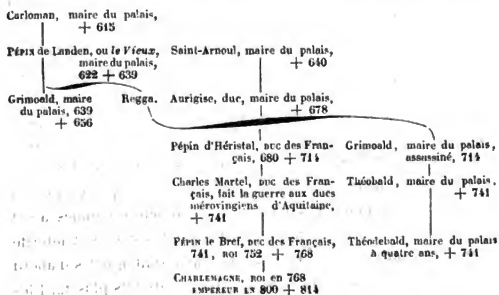 Carloman, maire du palais,
+ 615
PÉPIN de Landen, ou le Vieux, Saint-Arnoul, maire du palais,
maire du palais, + 640
622 + 639
Grimoald, maire Regga. Aurigise, duc, maire du palais,
du palais, 639 + 678
+ 656
Pépin d'Héristal, DUC des Fran- Grimoald, maire du palais,
çais, 680 + 714 assassiné, 714
Charles Martel, DUC des Fran- Théobald, maire du palais.
çais, fait la guerre aux ducs + 741
mérovingiens d'Aquitaine,
+ 741
PÉPIN le Bref, DUC des Français, Théodebald, maire du palais
741, ROI 752 + 768 à quatre ans, + 741
CHARLEMAGNE, ROI en 768
EMPEREUR EN 800 + 814